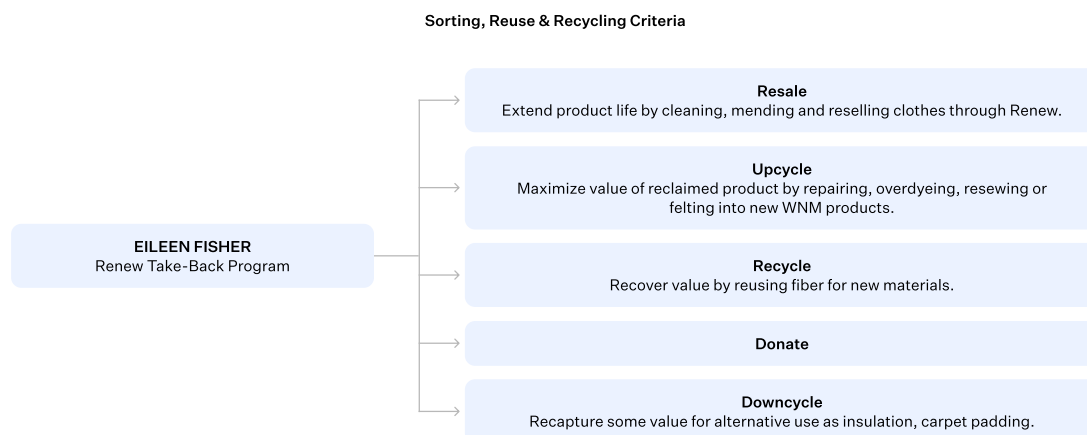 Sorting, Reuse & Recycling Criteria
Resale
Extend product life by cleaning, mending and reselling clothes through Renew.
Upcycle
Maximize value of reclaimed product by repairing, overdyeing, resewing or
felting into new WNM products.
EILEEN FISHER
Renew Take-Back Program
Recycle
Recover value by reusing fiber for new materials.
Donate
Downcycle
Recapture some value for alternative use as insulation, carpet padding.